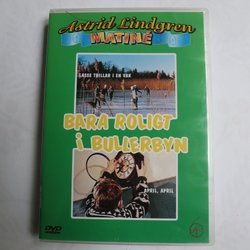 Astrid Lindgren
MATINÉ
LASSE TRILLAR I EN VAK
BARA ROLIGT
i BULLERBYN
APRIL, APRIL
DVD